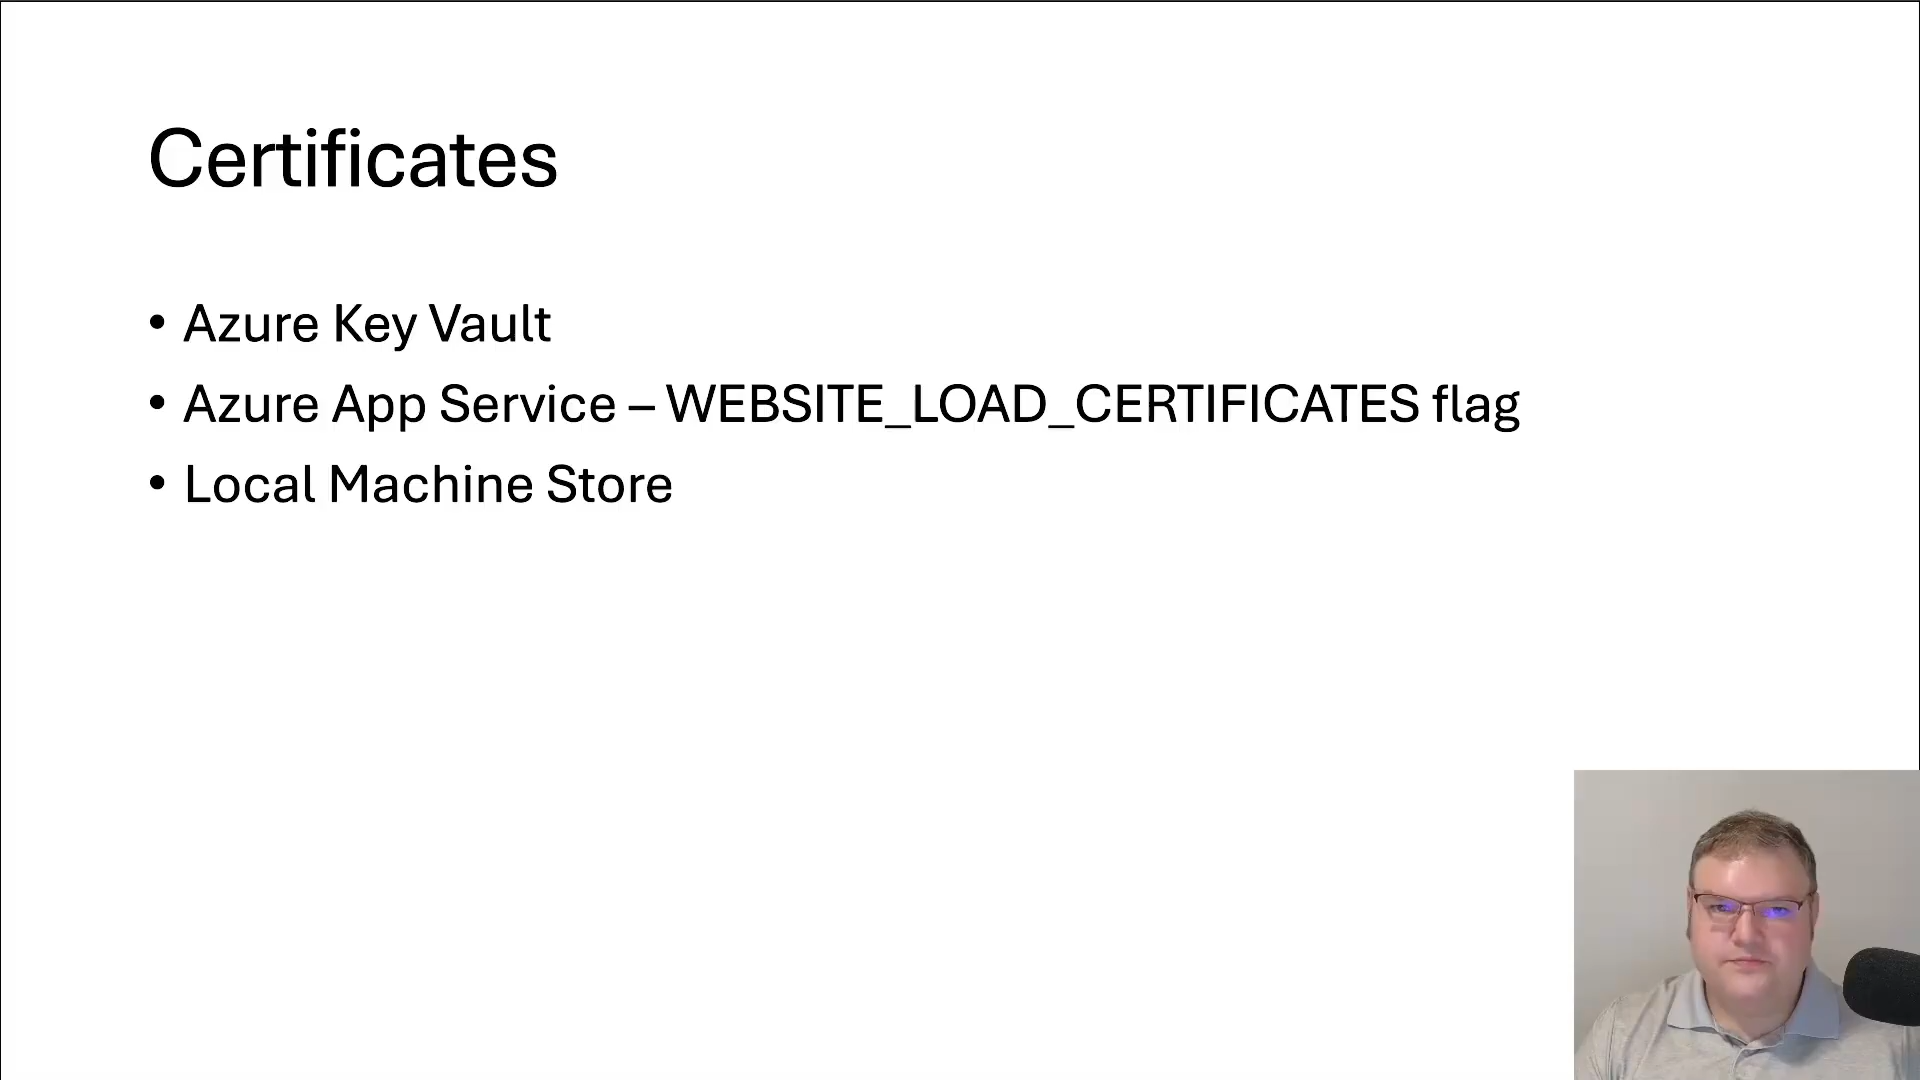 Certificates
• Azure Key Vault
• Azure App Service – WEBSITE_LOAD_CERTIFICATES flag
• Local Machine Store